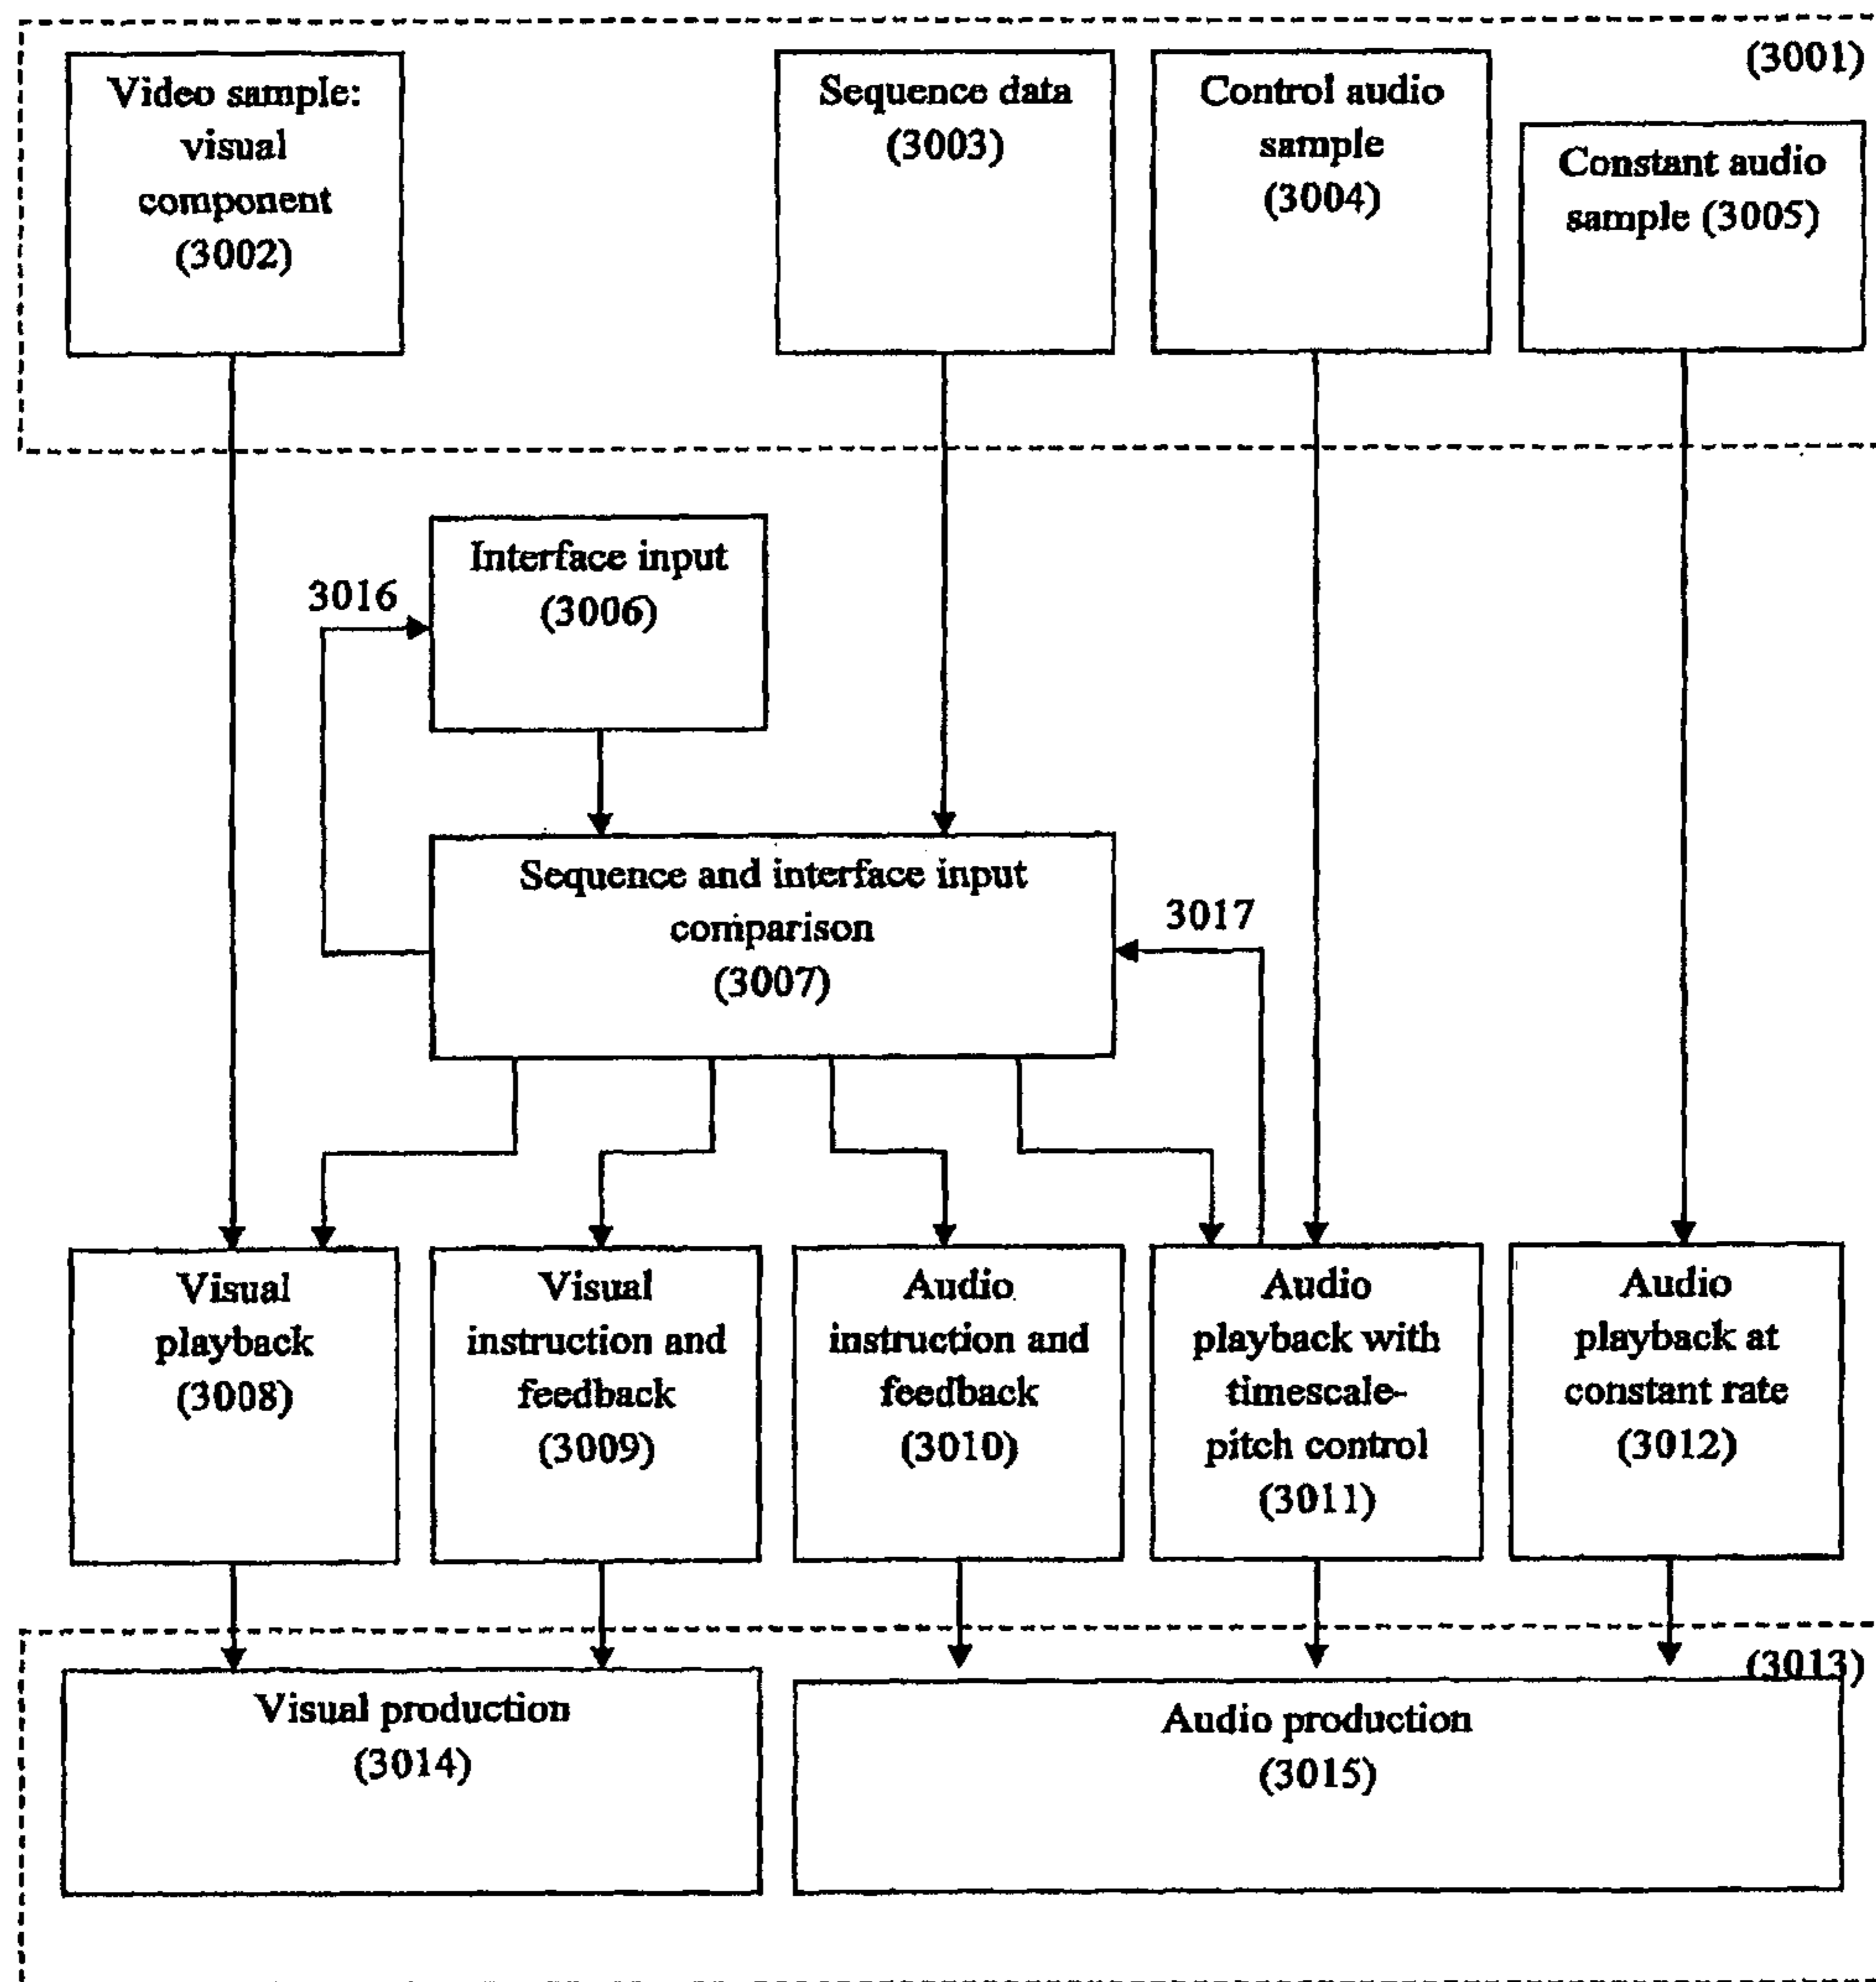 (3001)
Video sample:
visual
component
(3002)
Sequence data
(3003)
Control audio
sample
(3004)
Constant audio
sample (3005)
Interface input
(3006)
3016
Sequence and interface input
comparison
(3007)
3017
Visual
playback
(3008)
Visual
instruction and
feedback
(3009)
Audio
instruction and
feedback
(3010)
Audio
playback with
timescale-
pitch control
(3011)
Audio
playback at
constant rate
(3012)
(3013)
Visual production
(3014)
Audio production
(3015)